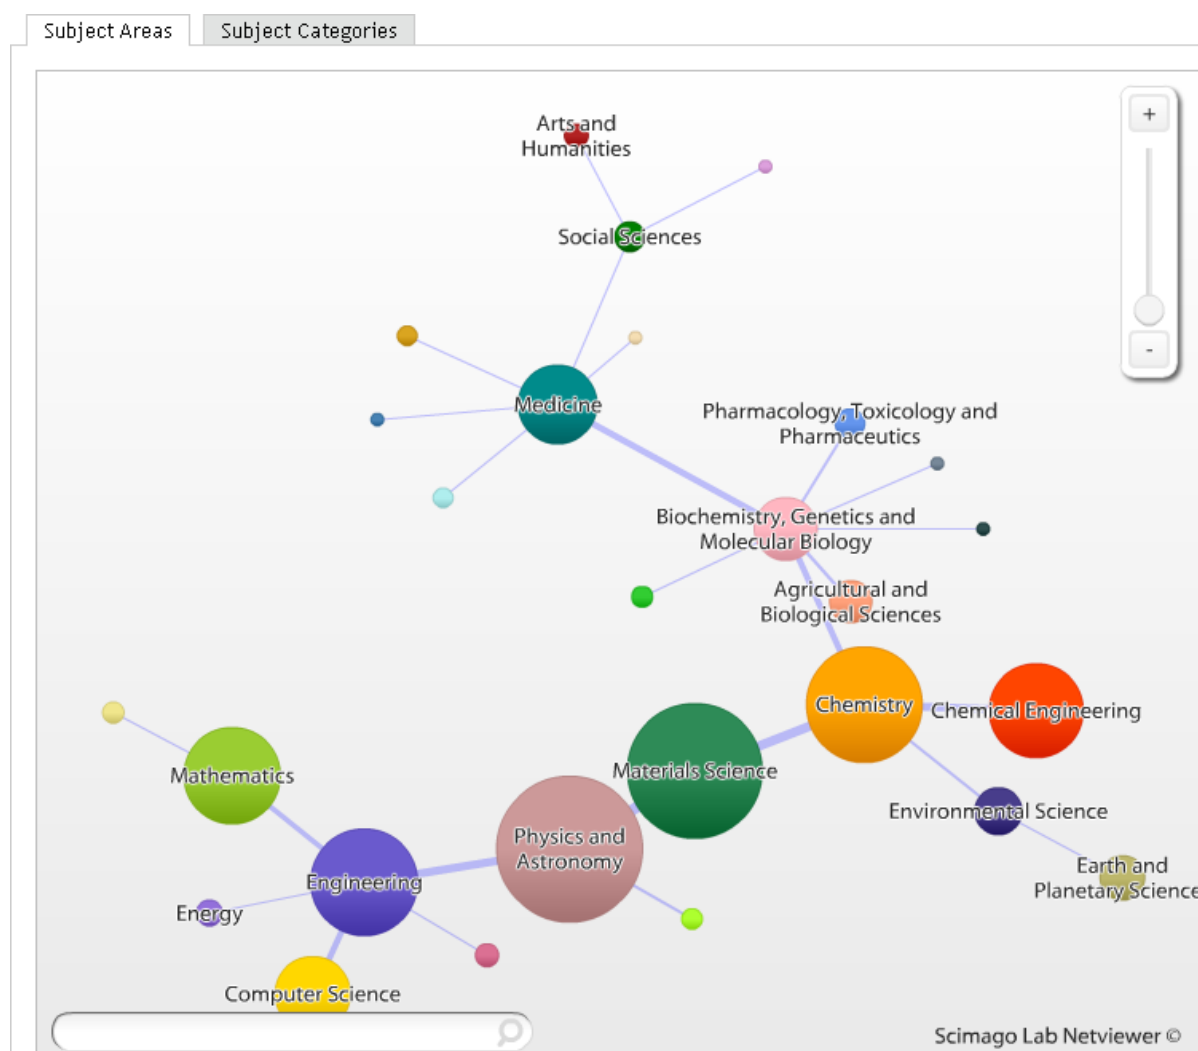 Subject Areas
Subject Categories
+
Arts and
Humanities
Social Sciences
-
Medicine
Pharmacology, Toxicology and
Pharmaceutics
Biochemistry, Genetics and
Molecular Biology
Agricultural and
Biological Sciences
Chemistry
Chemical Engineering
Materials Science
Mathematics
Environmental Science
Physics and
Astronomy
Earth and
Planetary Science
Engineering
Energy
Computer Science
Scimago Lab Netviewer ©